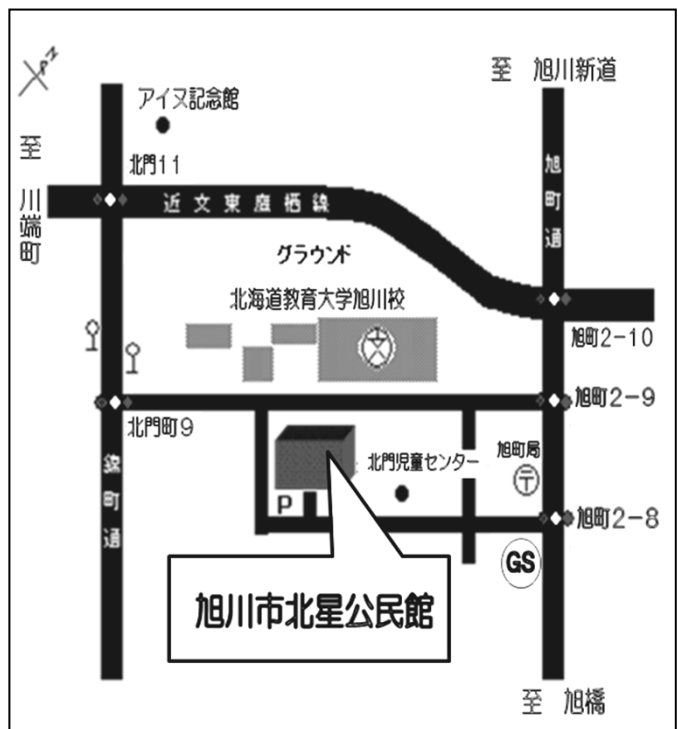 N
至 旭川新道
アイヌ記念館
至 川端町
北門11
近文東鷹栖線
旭町通
グラウンド
北海道教育大学旭川校
旭町2-10
旭町2-9
北門町9
錦町通
北門児童センター
旭町局
〒
P
旭町2-8
GS
旭川市北星公民館
至 旭橋